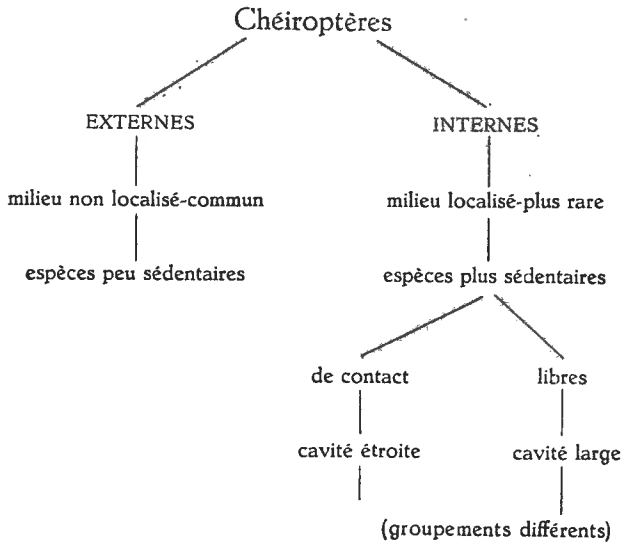 Chéiroptères
EXTERNES
INTERNES
milieu non localisé-commun
milieu localisé-plus rare
espèces peu sédentaires
espèces plus sédentaires
de contact
libres
cavité étroite
cavité large
(groupements différents)